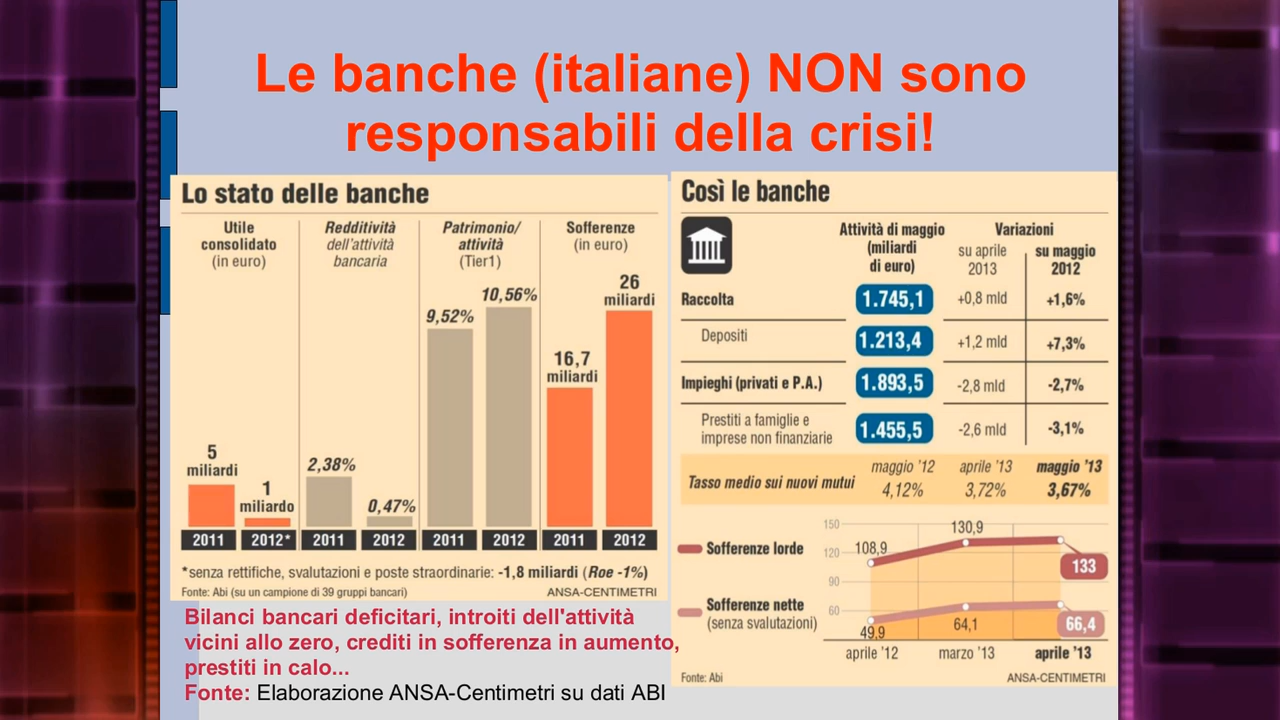 Le banche (italiane) NON sono
responsabili della crisi!
Lo stato delle banche
Utile
consolidato
(in euro)
Redditività
dell'attività
bancaria
Patrimonio/
attività
(Tier1)
Sofferenze
(in euro)
5
miliardi
1
miliardo
2,38%
0,47%
9,52%
10,56%
16,7
miliardi
26
miliardi
2011 2012* 2011 2012 2011 2012 2011 2012
*senza rettifiche, svalutazioni e poste straordinarie: -1,8 miliardi (Roe -1%)
Fonte: Abi (su un campione di 39 gruppi bancari) ANSA-CENTIMETRI
Bilanci bancari deficitari, introiti dell'attività
vicini allo zero, crediti in sofferenza in aumento,
prestiti in calo...
Fonte: Elaborazione ANSA-Centimetri su dati ABI
Così le banche
Attività di maggio
(miliardi
di euro)
Variazioni
su aprile
2013
su maggio
2012
Raccolta 1.745,1 +0,8 mld +1,6%
Depositi 1.213,4 +1,2 mld +7,3%
Impieghi (privati e P.A.) 1.893,5 -2,8 mld -2,7%
Prestiti a famiglie e
imprese non finanziarie 1.455,5 -2,6 mld -3,1%
maggio '12 aprile '13 maggio '13
Tasso medio sui nuovi mutui 4,12% 3,72% 3,67%
Sofferenze lorde
Sofferenze nette
(senza svalutazioni)
150
120
90
60
108,9 130,9 133
49,9 64,1 66,4
aprile '12 marzo '13 aprile '13
Fonte: Abi ANSA-CENTIMETRI